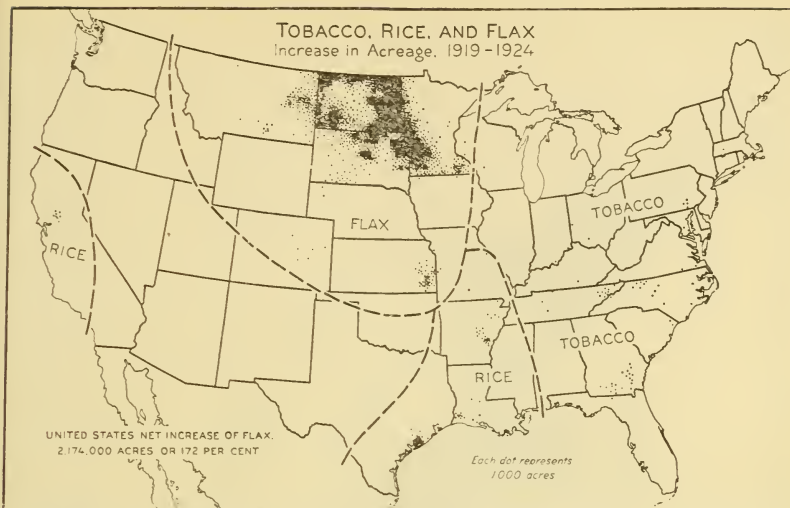 TOBACCO, RICE, AND FLAX
Increase in Acreage, 1919-1924
TOBACCO
FLAX
RICE
TOBACCO
RICE
UNITED STATES NET INCREASE OF FLAX,
2,174,000 ACRES OR 172 PER CENT
Each dot represents
1000 acres